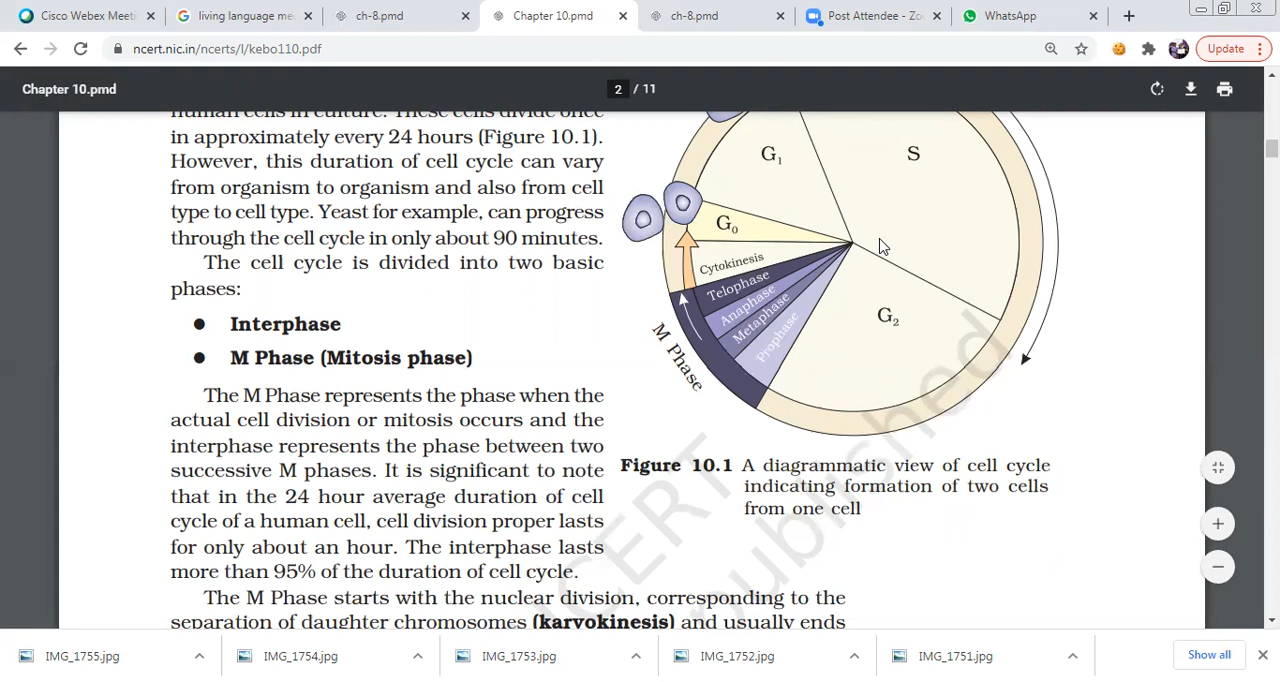 Cisco Webex Meeti
living language me
ch-8.pmd
Chapter 10.pmd
ch-8.pmd
Post Attendee - Zo
WhatsApp
ncert.nic.in/ncerts/l/kebo110.pdf
Update
Chapter 10.pmd
2 / 11
human cells in culture. These cells divide once
in approximately every 24 hours (Figure 10.1).
However, this duration of cell cycle can vary
from organism to organism and also from cell
type to cell type. Yeast for example, can progress
through the cell cycle in only about 90 minutes.
The cell cycle is divided into two basic
phases:
● Interphase
● M Phase (Mitosis phase)
The M Phase represents the phase when the
actual cell division or mitosis occurs and the
interphase represents the phase between two
successive M phases. It is significant to note
that in the 24 hour average duration of cell
cycle of a human cell, cell division proper lasts
for only about an hour. The interphase lasts
more than 95% of the duration of cell cycle.
The M Phase starts with the nuclear division, corresponding to the
separation of daughter chromosomes (karyokinesis) and usually ends
G₁
S
G₀
Cytokinesis
Telophase
Anaphase
Metaphase
Prophase
G₂
M Phase
Figure 10.1 A diagrammatic view of cell cycle
indicating formation of two cells
from one cell
NCERT
published
IMG_1755.jpg
IMG_1754.jpg
IMG_1753.jpg
IMG_1752.jpg
IMG_1751.jpg
Show all